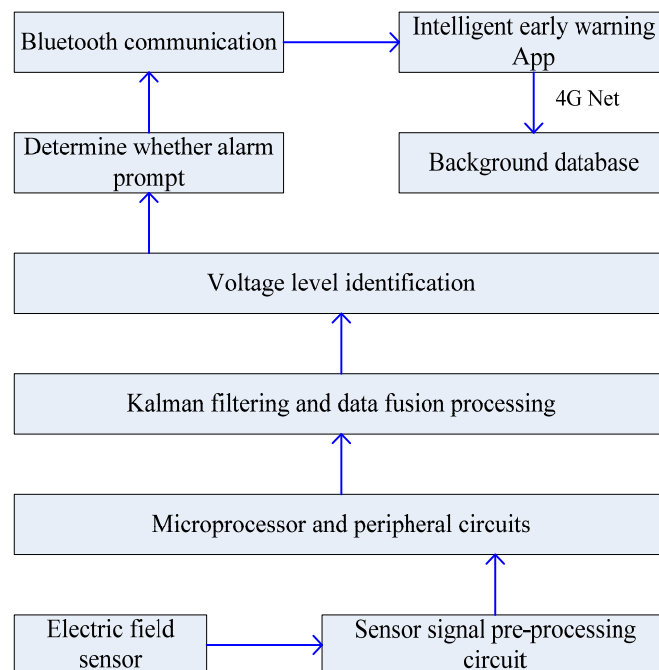 Bluetooth communication
Intelligent early warning
App
4G Net
Determine whether alarm
prompt
Background database
Voltage level identification
Kalman filtering and data fusion processing
Microprocessor and peripheral circuits
Electric field
sensor
Sensor signal pre-processing
circuit